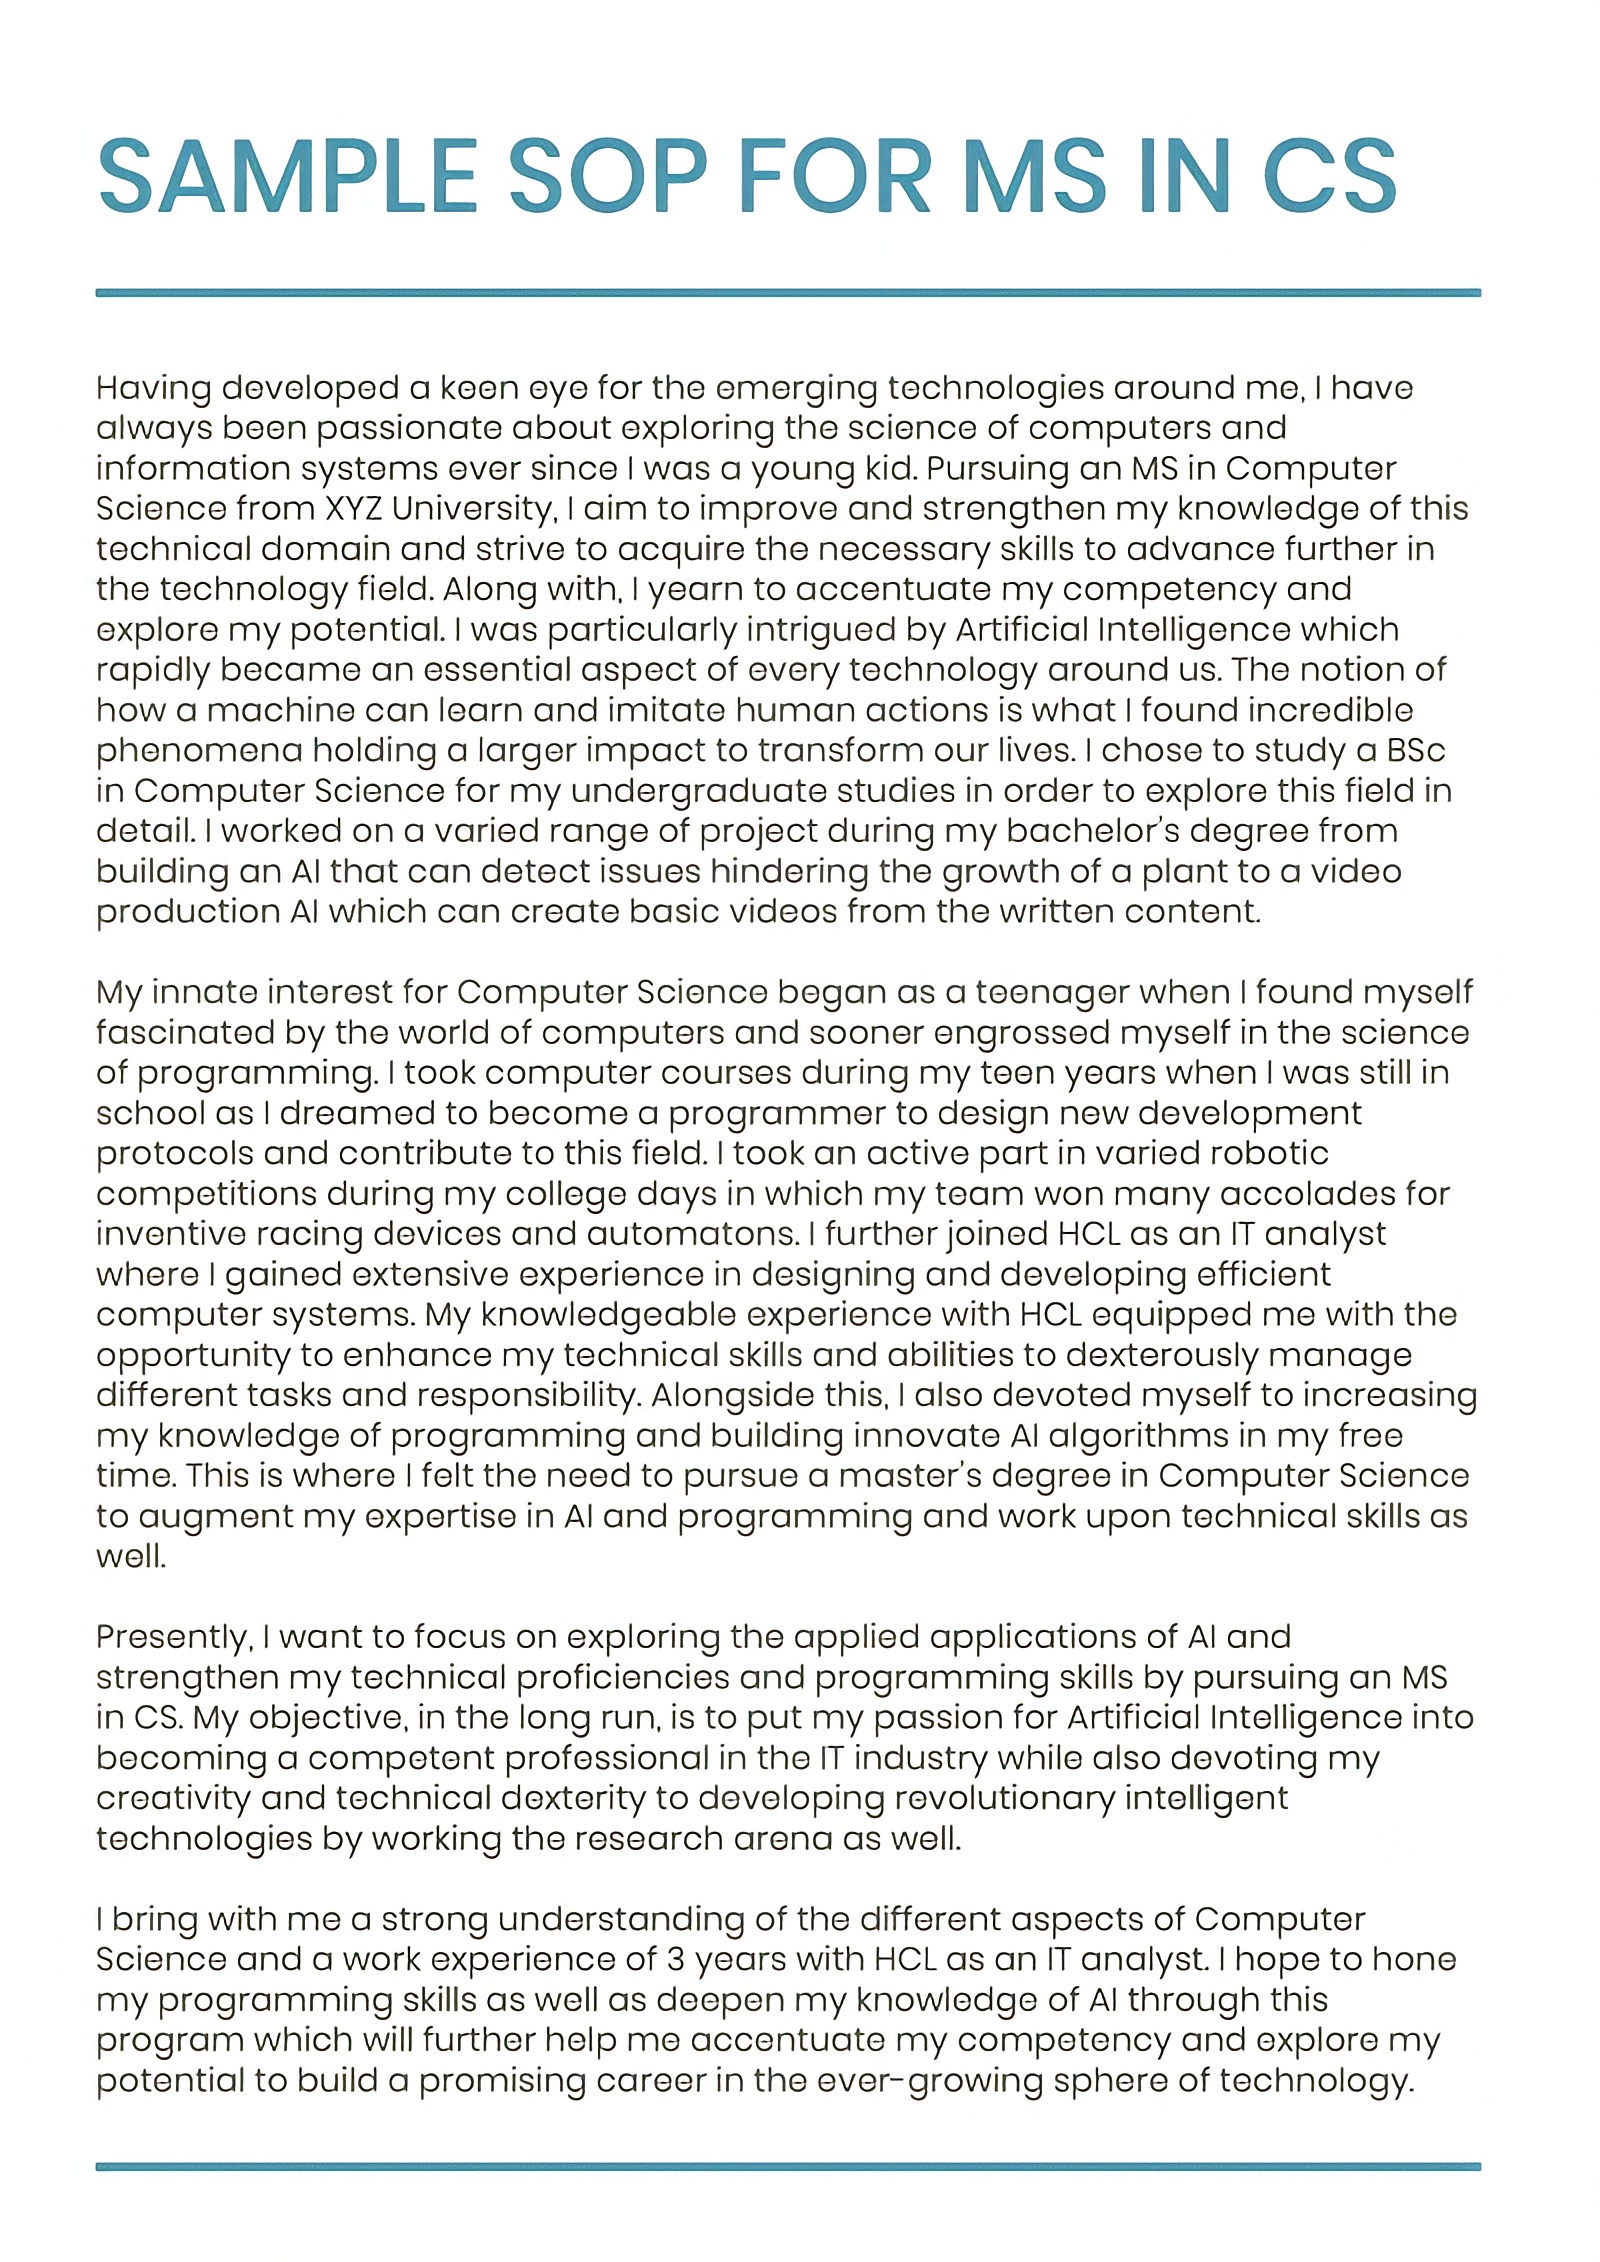 SAMPLE SOP FOR MS IN CS
Having developed a keen eye for the emerging technologies around me, I have
always been passionate about exploring the science of computers and
information systems ever since I was a young kid. Pursuing an MS in Computer
Science from XYZ University, I aim to improve and strengthen my knowledge of this
technical domain and strive to acquire the necessary skills to advance further in
the technology field. Along with, I yearn to accentuate my competency and
explore my potential. I was particularly intrigued by Artificial Intelligence which
rapidly became an essential aspect of every technology around us. The notion of
how a machine can learn and imitate human actions is what I found incredible
phenomena holding a larger impact to transform our lives. I chose to study a BSc
in Computer Science for my undergraduate studies in order to explore this field in
detail. I worked on a varied range of project during my bachelor's degree from
building an AI that can detect issues hindering the growth of a plant to a video
production AI which can create basic videos from the written content.
My innate interest for Computer Science began as a teenager when I found myself
fascinated by the world of computers and sooner engrossed myself in the science
of programming. I took computer courses during my teen years when I was still in
school as I dreamed to become a programmer to design new development
protocols and contribute to this field. I took an active part in varied robotic
competitions during my college days in which my team won many accolades for
inventive racing devices and automatons. I further joined HCL as an IT analyst
where I gained extensive experience in designing and developing efficient
computer systems. My knowledgeable experience with HCL equipped me with the
opportunity to enhance my technical skills and abilities to dexterously manage
different tasks and responsibility. Alongside this, I also devoted myself to increasing
my knowledge of programming and building innovate AI algorithms in my free
time. This is where I felt the need to pursue a master's degree in Computer Science
to augment my expertise in AI and programming and work upon technical skills as
well.
Presently, I want to focus on exploring the applied applications of AI and
strengthen my technical proficiencies and programming skills by pursuing an MS
in CS. My objective, in the long run, is to put my passion for Artificial Intelligence into
becoming a competent professional in the IT industry while also devoting my
creativity and technical dexterity to developing revolutionary intelligent
technologies by working the research arena as well.
I bring with me a strong understanding of the different aspects of Computer
Science and a work experience of 3 years with HCL as an IT analyst. I hope to hone
my programming skills as well as deepen my knowledge of AI through this
program which will further help me accentuate my competency and explore my
potential to build a promising career in the ever-growing sphere of technology.